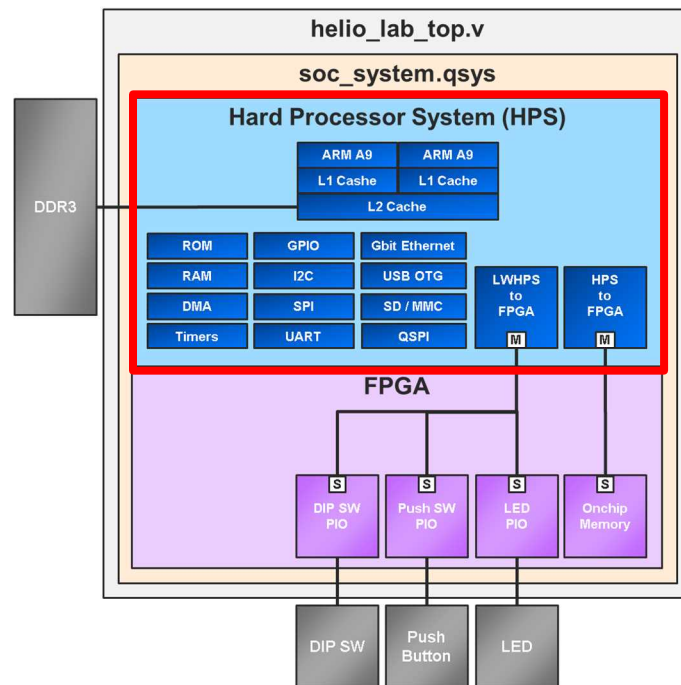 helio_lab_top.v
soc_system.qsys
Hard Processor System (HPS)
ARM A9 ARM A9
L1 Cashe L1 Cache
L2 Cache
DDR3
ROM GPIO Gbit Ethernet
RAM I2C USB OTG
DMA SPI SD / MMC
Timers UART QSPI
LWHPS
to
FPGA
M
HPS
to
FPGA
M
FPGA
S
DIP SW
PIO
S
Push SW
PIO
S
LED
PIO
S
Onchip
Memory
DIP SW
Push
Button
LED